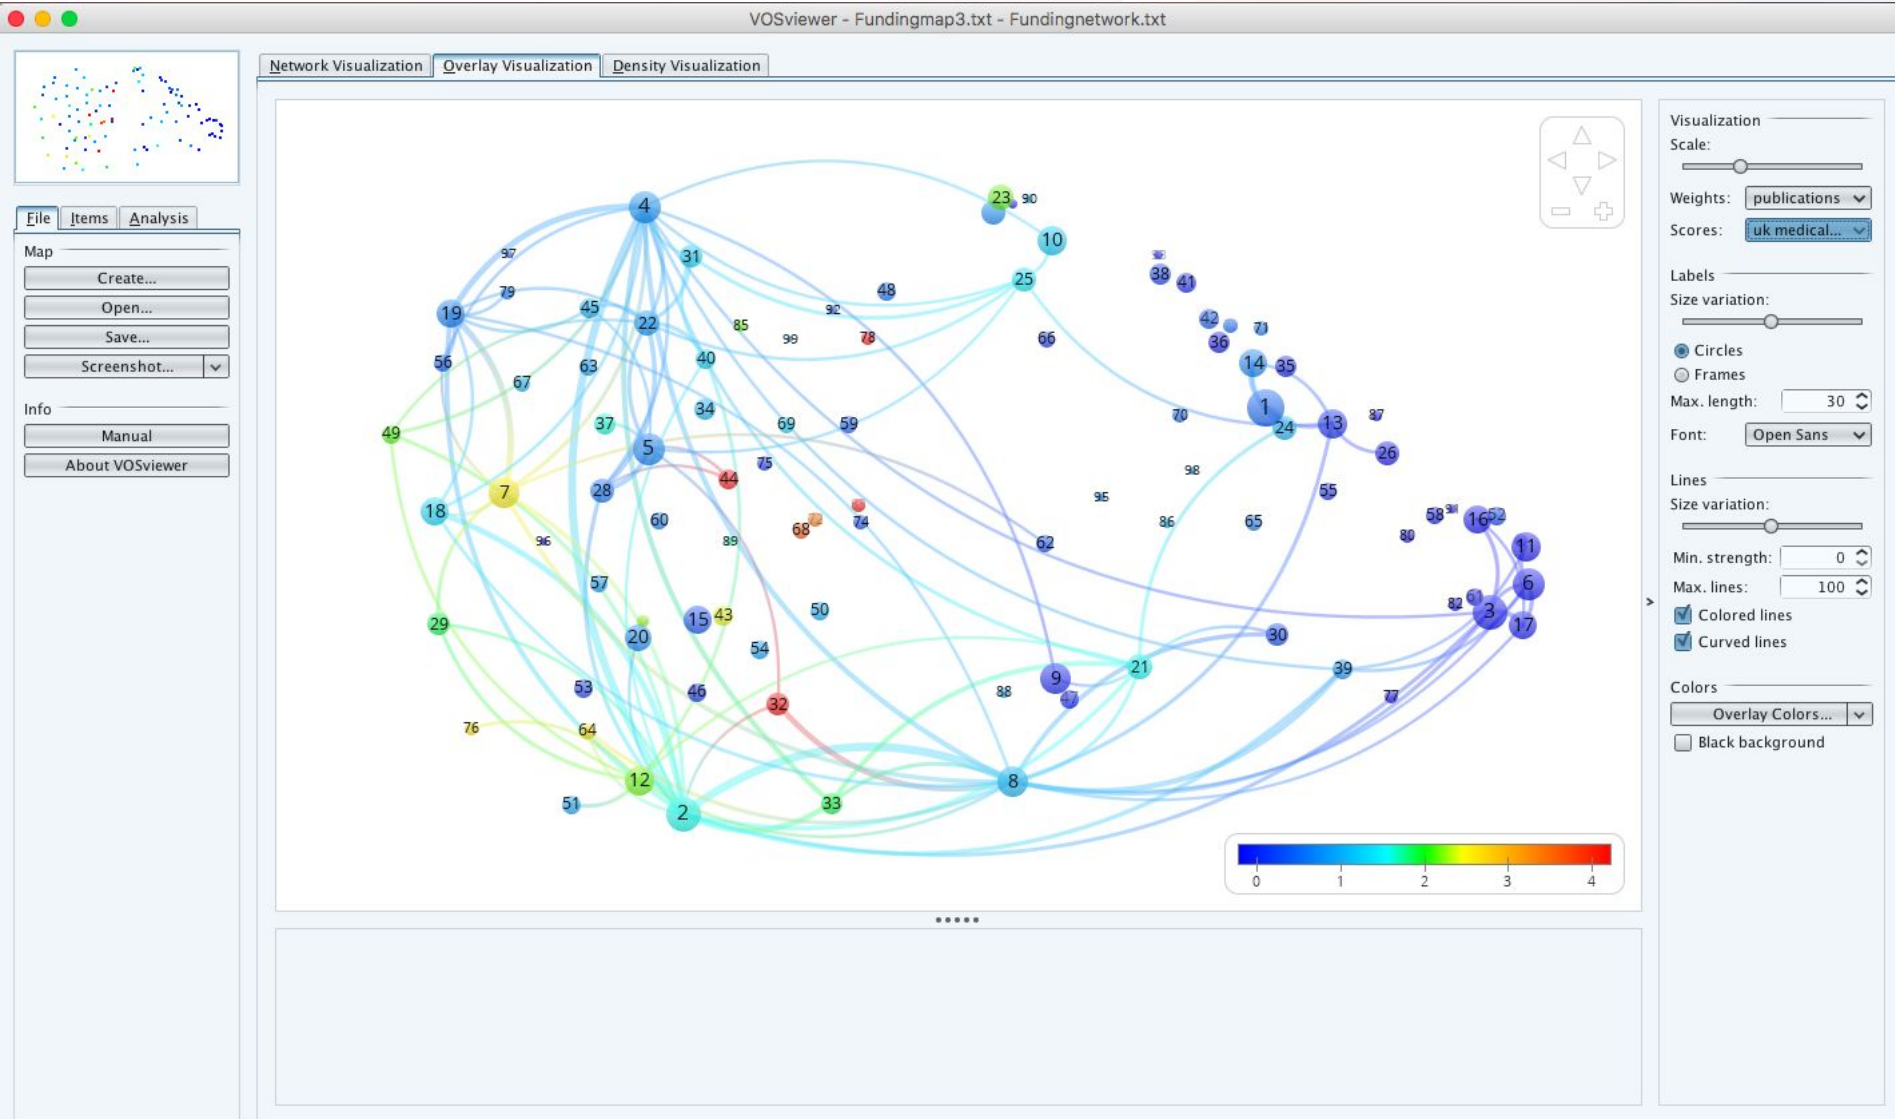 VOSviewer - Fundingmap3.txt - Fundingnetwork.txt
Network Visualization
Overlay Visualization
Density Visualization
File
Items
Analysis
Map
Create...
Open...
Save...
Screenshot...
Info
Manual
About VOSviewer
4
23
90
10
97
31
25
38
41
79
48
19
45
22
92
42
71
85
99
78
66
36
56
63
40
14
35
67
1
34
70
87
49
37
69
59
24
13
5
26
75
98
44
7
28
95
55
18
60
68
72
74
86
65
58
91
16
52
96
89
62
80
11
57
6
61
82
3
29
15
43
50
17
20
30
54
21
39
9
53
46
88
47
77
32
76
64
12
8
51
2
33
0 1 2 3 4
Visualization
Scale:
Weights: publications
Scores: uk medical...
Labels
Size variation:
Circles
Frames
Max. length: 30
Font: Open Sans
Lines
Size variation:
Min. strength: 0
Max. lines: 100
Colored lines
Curved lines
Colors
Overlay Colors...
Black background